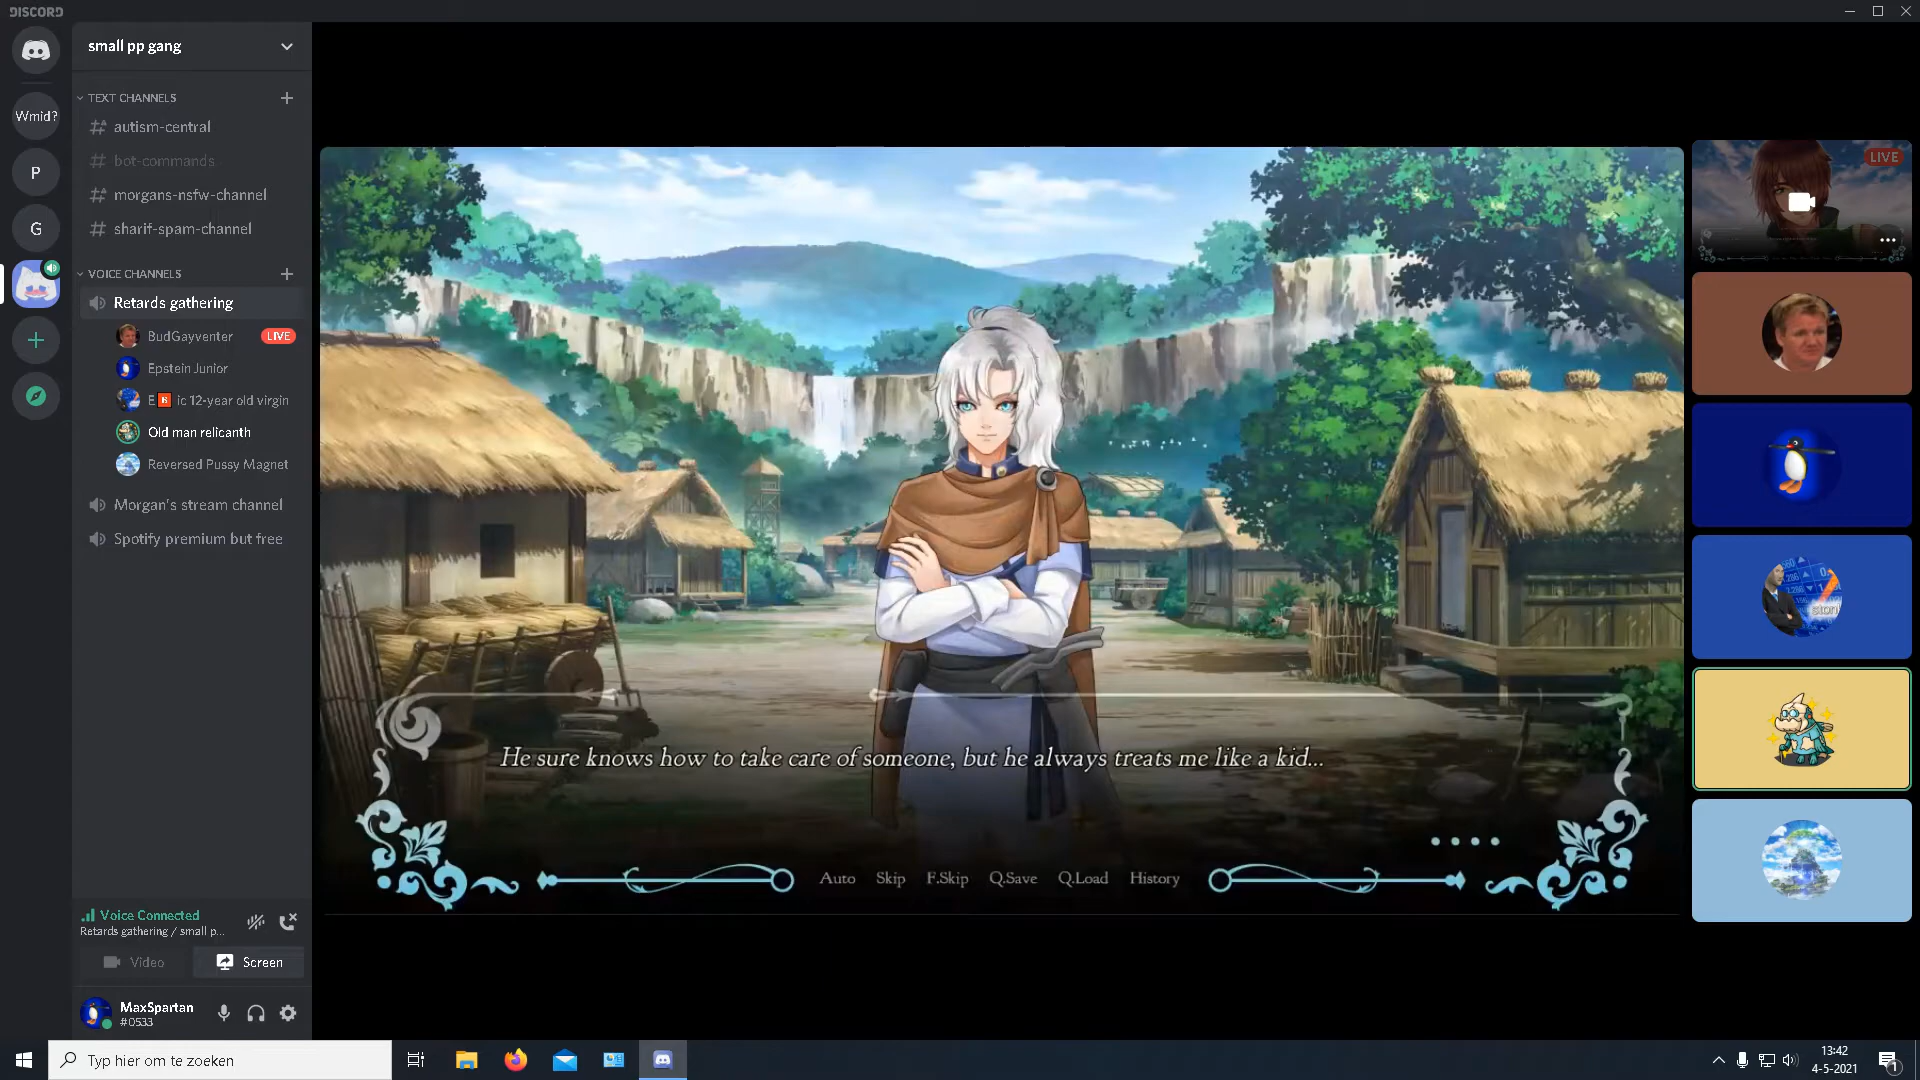 DISCORD
small pp gang
Wmid?
P
G
TEXT CHANNELS
autism-central
bot-commands
morgans-nsfw-channel
sharif-spam-channel
VOICE CHANNELS
Retards gathering
BudGayventer LIVE
Epstein Junior
E B ic 12-year old virgin
Old man relicanth
Reversed Pussy Magnet
Morgan's stream channel
Spotify premium but free
LIVE
He sure knows how to take care of someone, but he always treats me like a kid...
Auto Skip F.Skip Q.Save Q.Load History
Voice Connected
Retards gathering / small p...
Video Screen
MaxSpartan
#0533
Typ hier om te zoeken
13:42
4-5-2021
1